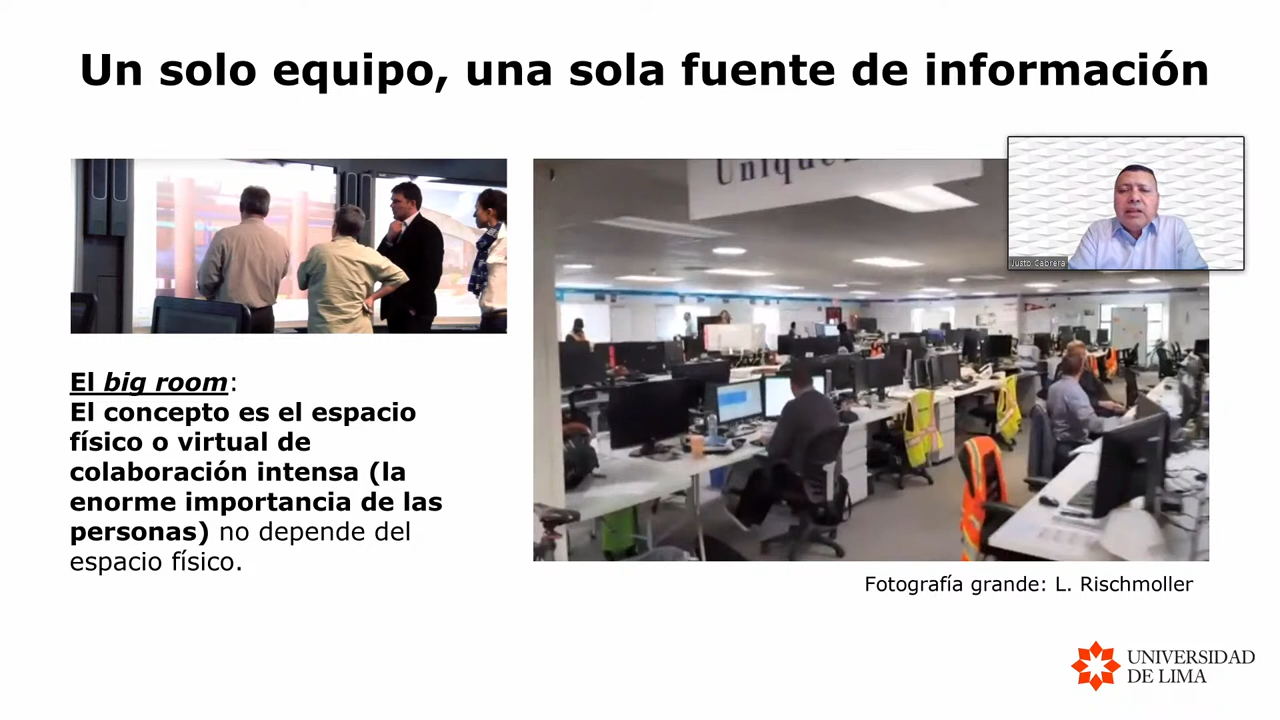 Un solo equipo, una sola fuente de información
Justo Cabrera
El big room:
El concepto es el espacio
físico o virtual de
colaboración intensa (la
enorme importancia de las
personas) no depende del
espacio físico.
Fotografía grande: L. Rischmoller
UNIVERSIDAD
DE LIMA